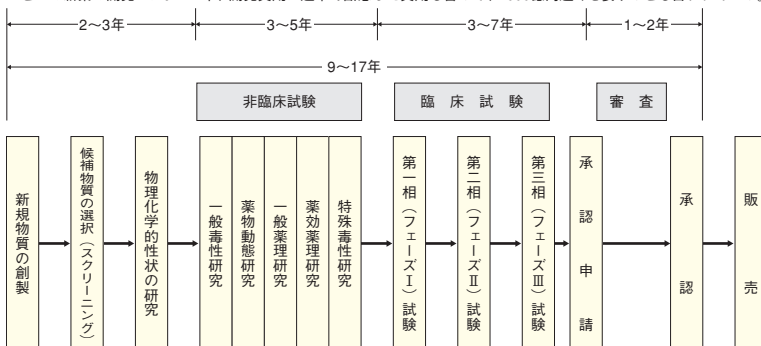 2～3年
3～5年
3～7年
1～2年
9～17年
非臨床試験
臨床試験
審査
新規物質の創製
候補物質の選択（スクリーニング）
物理化学的性状の研究
一般毒性研究
薬物動態研究
一般薬理研究
薬効薬理研究
特殊毒性研究
第一相（フェーズⅠ）試験
第二相（フェーズⅡ）試験
第三相（フェーズⅢ）試験
承認申請
承認
販売